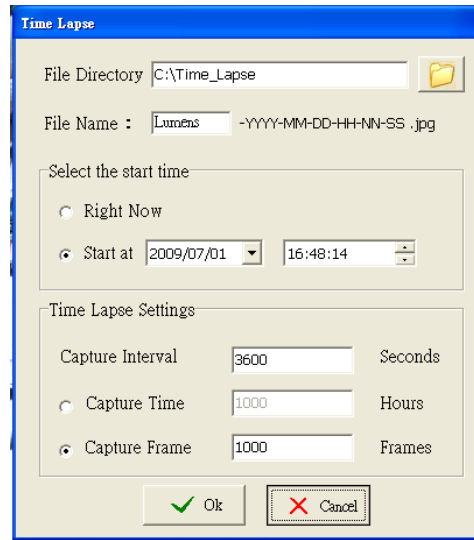 Time Lapse
File Directory C:\Time_Lapse
File Name : Lumens -YYYY-MM-DD-HH-NN-SS .jpg
Select the start time
Right Now
Start at 2009/07/01 16:48:14
Time Lapse Settings
Capture Interval 3600 Seconds
Capture Time 1000 Hours
Capture Frame 1000 Frames
Ok Cancel